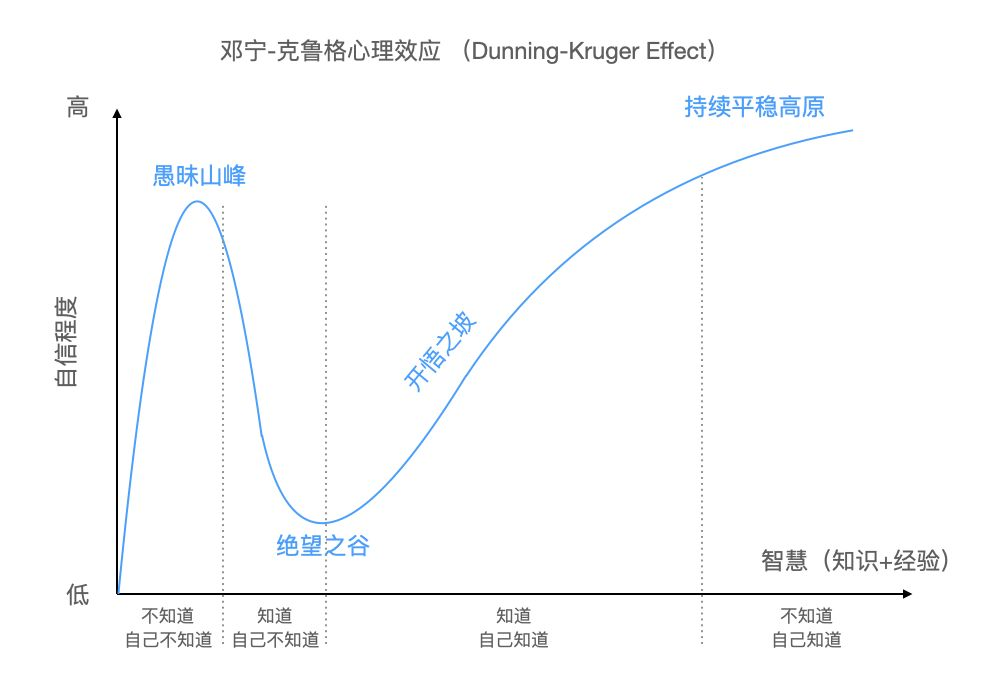 邓宁-克鲁格心理效应 （Dunning-Kruger Effect）
高
持续平稳高原
愚昧山峰
自信程度
开悟之坡
绝望之谷
智慧（知识+经验）
低
不知道
自己不知道
知道
自己不知道
知道
自己知道
不知道
自己知道